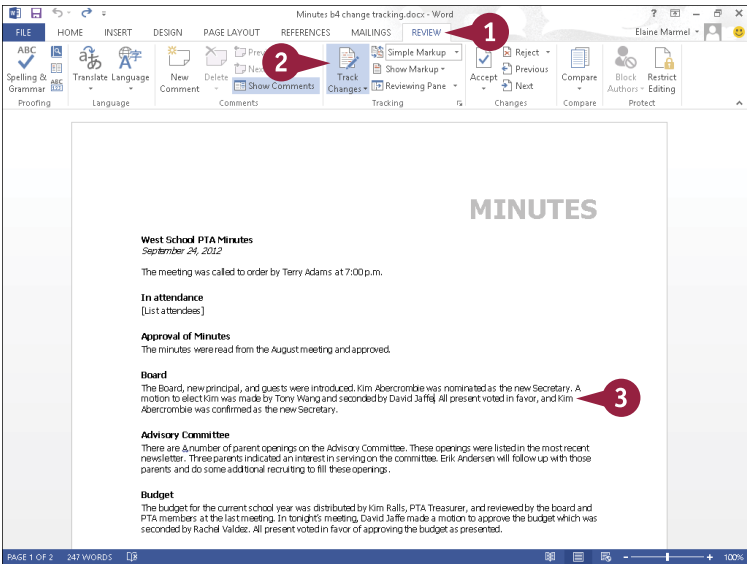 Minutes b4 change tracking.docx - Word
FILE HOME INSERT DESIGN PAGE LAYOUT REFERENCES MAILINGS REVIEW Elaine Marmel
1
ABC
Spelling &
Grammar
ABC
Proofing
Translate Language
Language
New
Comment
Delete
Next
Show Comments
Comments
2
Track
Changes
Simple Markup
Show Markup
Reviewing Pane
Tracking
Accept
Reject
Previous
Next
Changes
Compare
Compare
Block
Authors
Restrict
Editing
Protect
MINUTES
West School PTA Minutes
September 24, 2012
The meeting was called to order by Terry Adams at 7:00 p.m.
In attendance
[List attendees]
Approval of Minutes
The minutes were read from the August meeting and approved.
Board
The Board, new principal, and guests were introduced. Kim Abercrombie was nominated as the new Secretary. A
motion to elect Kim was made by Tony Wang and seconded by David Jaffe. All present voted in favor, and Kim
Abercrombie was confirmed as the new Secretary.
3
Advisory Committee
There are A number of parent openings on the Advisory Committee. These openings were listed in the most recent
newsletter. Three parents indicated an interest in serving on the committee. Erik Andersen will follow up with those
parents and do some additional recruiting to fill these openings.
Budget
The budget for the current school year was distributed by Kim Ralls, PTA Treasurer, and reviewed by the board and
PTA members at the last meeting. In tonight's meeting, David Jaffe made a motion to approve the budget which was
seconded by Rachel Valdez. All present voted in favor of approving the budget as presented.
PAGE 1 OF 2 247 WORDS 100%